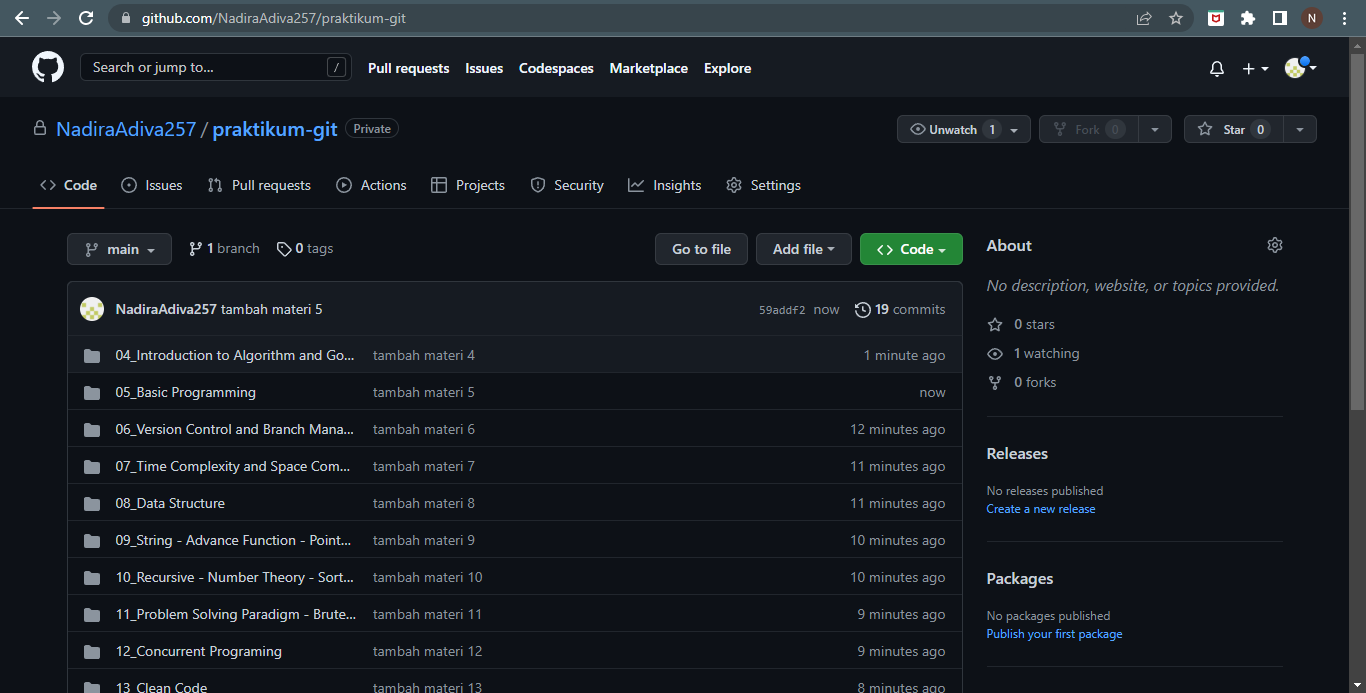 github.com/NadiraAdiva257/praktikum-git
N
Search or jump to... /
Pull requests Issues Codespaces Marketplace Explore
NadiraAdiva257 / praktikum-git Private
Unwatch 1 Fork 0 Star 0
Code Issues Pull requests Actions Projects Security Insights Settings
main 1 branch 0 tags Go to file Add file Code
NadiraAdiva257 tambah materi 5 59addf2 now 19 commits
04_Introduction to Algorithm and Go... tambah materi 4 1 minute ago
05_Basic Programming tambah materi 5 now
06_Version Control and Branch Mana... tambah materi 6 12 minutes ago
07_Time Complexity and Space Com... tambah materi 7 11 minutes ago
08_Data Structure tambah materi 8 11 minutes ago
09_String - Advance Function - Point... tambah materi 9 10 minutes ago
10_Recursive - Number Theory - Sort... tambah materi 10 10 minutes ago
11_Problem Solving Paradigm - Brute... tambah materi 11 9 minutes ago
12_Concurrent Programing tambah materi 12 9 minutes ago
13_Clean Code tambah materi 13 8 minutes ago
About
No description, website, or topics provided.
0 stars
1 watching
0 forks
Releases
No releases published
Create a new release
Packages
No packages published
Publish your first package